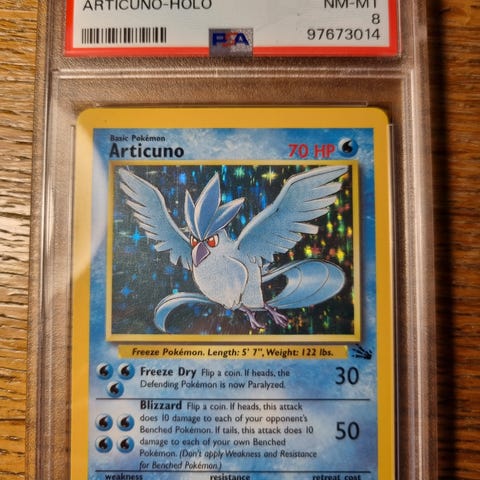 ARTICUNO-HOLO NM-MT
8
PSA 97673014
Basic Pokémon
Articuno 70 HP
Freeze Pokémon. Length: 5' 7", Weight: 122 lbs.
Freeze Dry Flip a coin. If heads, the
Defending Pokémon is now Paralyzed.
30
Blizzard Flip a coin. If heads, this attack
does 10 damage to each of your opponent's
Benched Pokémon. If tails, this attack does 10
damage to each of your own Benched
Pokémon. (Don't apply Weakness and Resistance
for Benched Pokémon.)
50
weakness resistance retreat cost